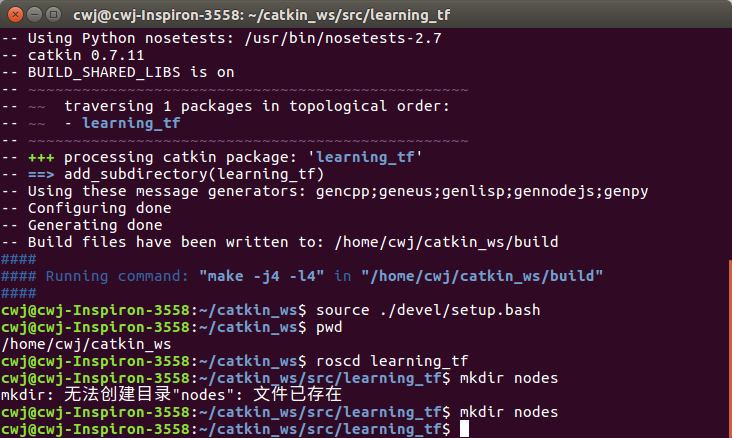 cwj@cwj-Inspiron-3558: ~/catkin_ws/src/learning_tf
-- Using Python nosetests: /usr/bin/nosetests-2.7
-- catkin 0.7.11
-- BUILD_SHARED_LIBS is on
-- ~~~~~~~~~~~~~~~~~~~~~~~~~~~~~~~~~~~~~~~~~~~~~~~~~
-- ~~  traversing 1 packages in topological order:
-- ~~  - learning_tf
-- ~~~~~~~~~~~~~~~~~~~~~~~~~~~~~~~~~~~~~~~~~~~~~~~~~
-- +++ processing catkin package: 'learning_tf'
-- ==> add_subdirectory(learning_tf)
-- Using these message generators: gencpp;geneus;genlisp;gennodejs;genpy
-- Configuring done
-- Generating done
-- Build files have been written to: /home/cwj/catkin_ws/build
####
#### Running command: "make -j4 -l4" in "/home/cwj/catkin_ws/build"
####
cwj@cwj-Inspiron-3558:~/catkin_ws$ source ./devel/setup.bash
cwj@cwj-Inspiron-3558:~/catkin_ws$ pwd
/home/cwj/catkin_ws
cwj@cwj-Inspiron-3558:~/catkin_ws$ roscd learning_tf
cwj@cwj-Inspiron-3558:~/catkin_ws/src/learning_tf$ mkdir nodes
mkdir: 无法创建目录"nodes": 文件已存在
cwj@cwj-Inspiron-3558:~/catkin_ws/src/learning_tf$ mkdir nodes
cwj@cwj-Inspiron-3558:~/catkin_ws/src/learning_tf$